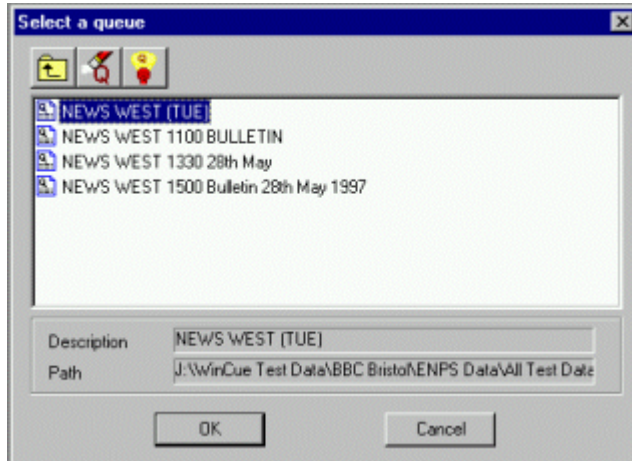 Select a queue
NEWS WEST (TUE)
NEWS WEST 1100 BULLETIN
NEWS WEST 1330 28th May
NEWS WEST 1500 Bulletin 28th May 1997
Description NEWS WEST (TUE)
Path J:\WinCue Test Data\BBC Bristol\ENPS Data\All Test Data
OK Cancel